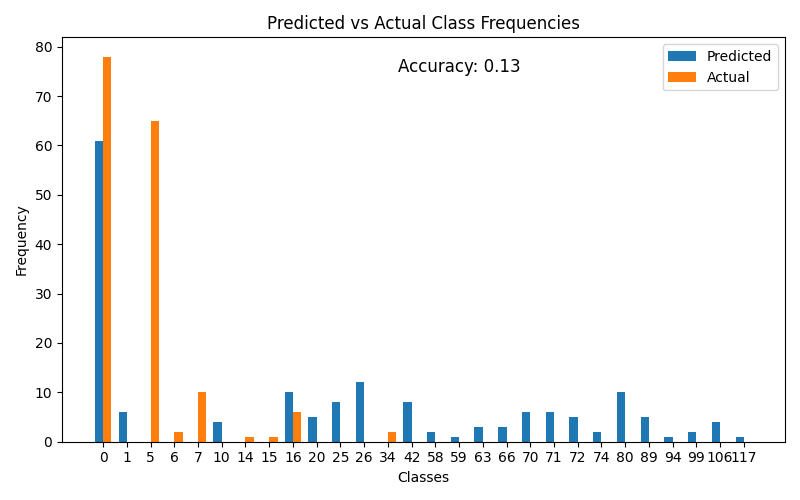 Predicted vs Actual Class Frequencies
Accuracy: 0.13
Predicted
Actual
Frequency
80
70
60
50
40
30
20
10
0
0 1 5 6 7 10 14 15 16 20 25 26 34 42 58 59 63 66 70 71 72 74 80 89 94 99 106 117
Classes